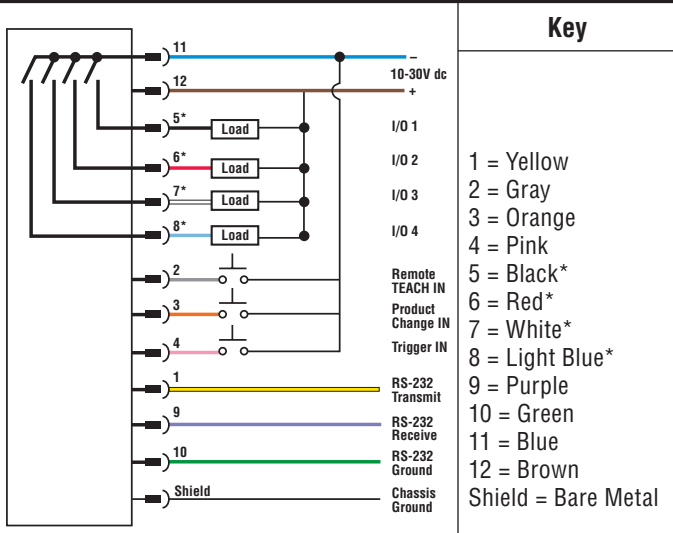 11
–
10-30V dc
12
+
5*
Load
I/O 1
6*
Load
I/O 2
7*
Load
I/O 3
8*
Load
I/O 4
2
Remote
TEACH IN
3
Product
Change IN
4
Trigger IN
1
RS-232
Transmit
9
RS-232
Receive
10
RS-232
Ground
Shield
Chassis
Ground
Key
1 = Yellow
2 = Gray
3 = Orange
4 = Pink
5 = Black*
6 = Red*
7 = White*
8 = Light Blue*
9 = Purple
10 = Green
11 = Blue
12 = Brown
Shield = Bare Metal